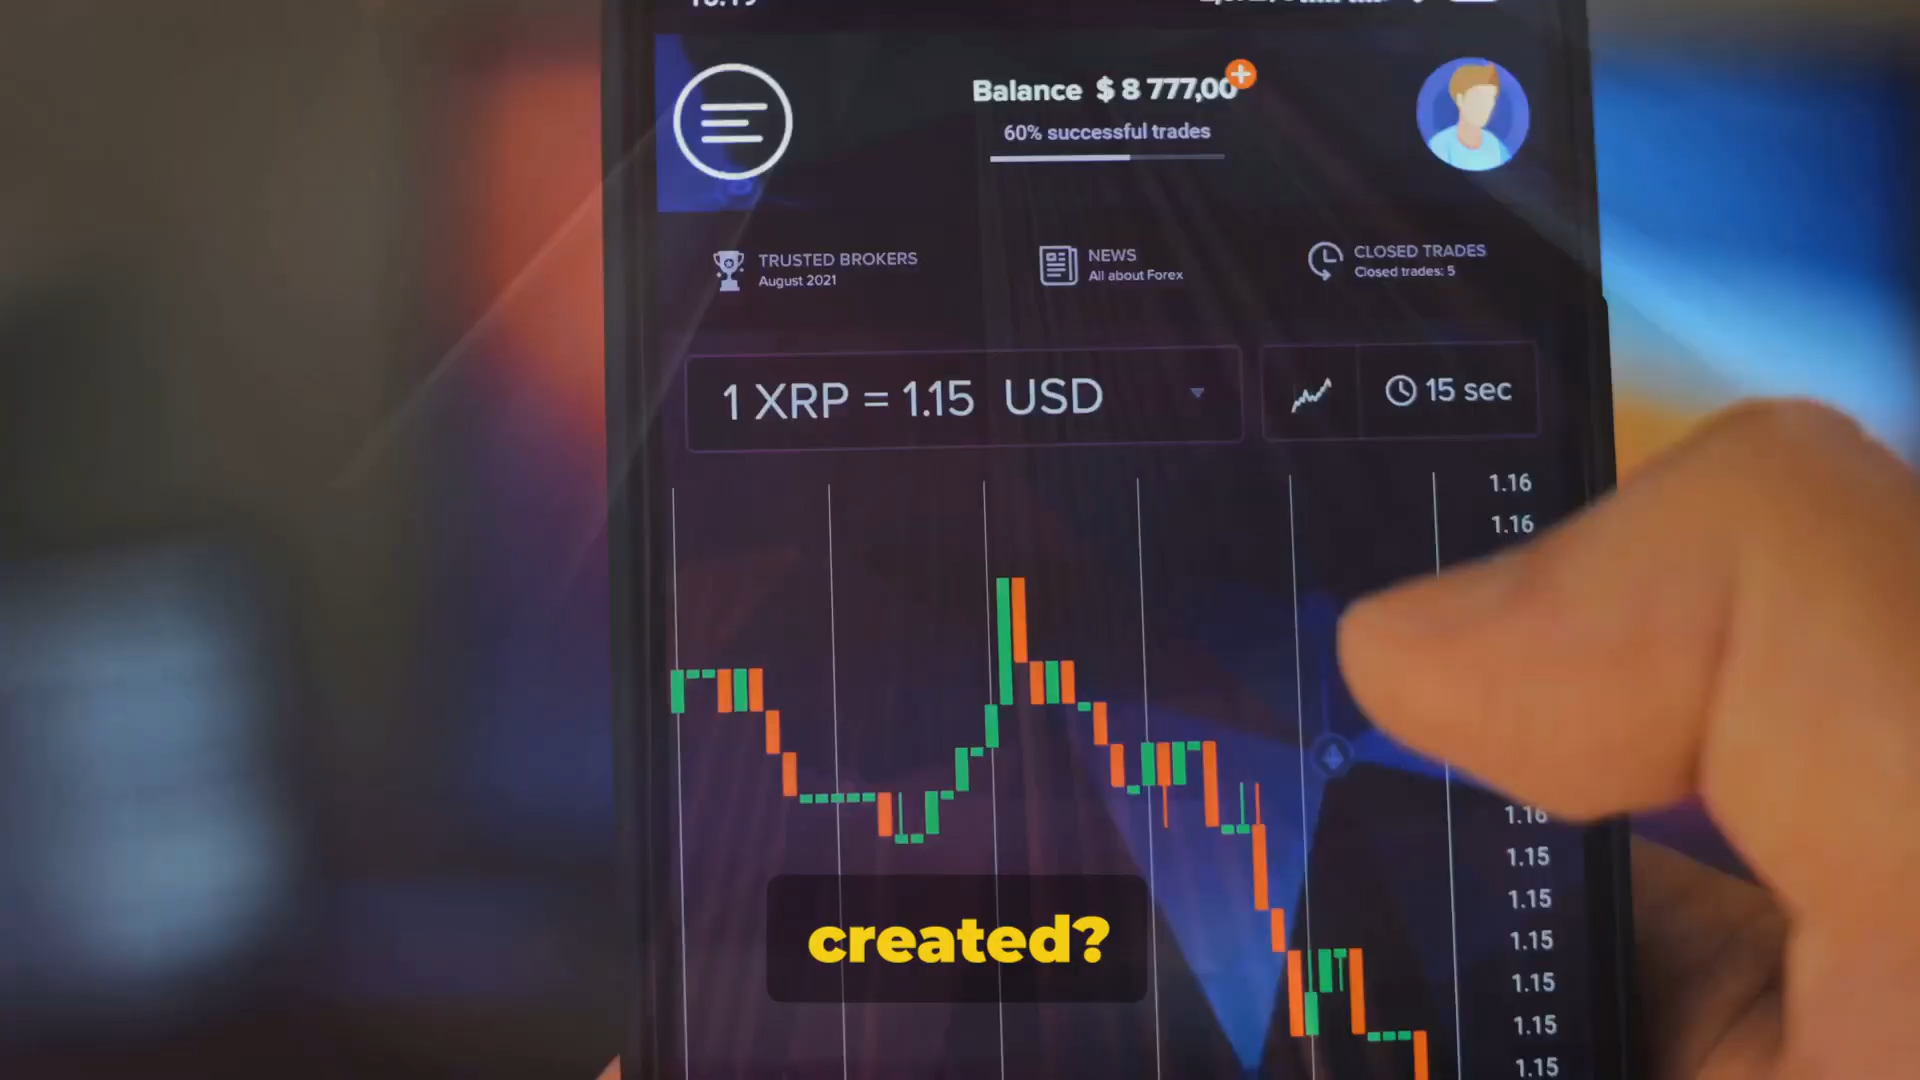 Balance $ 8 777,00
60% successful trades
TRUSTED BROKERS
August 2021
NEWS
All about Forex
CLOSED TRADES
Closed trades: 5
1 XRP = 1.15 USD
15 sec
1.16
1.16
1.16
1.15
1.15
1.15
1.15
1.15
1.15
created?